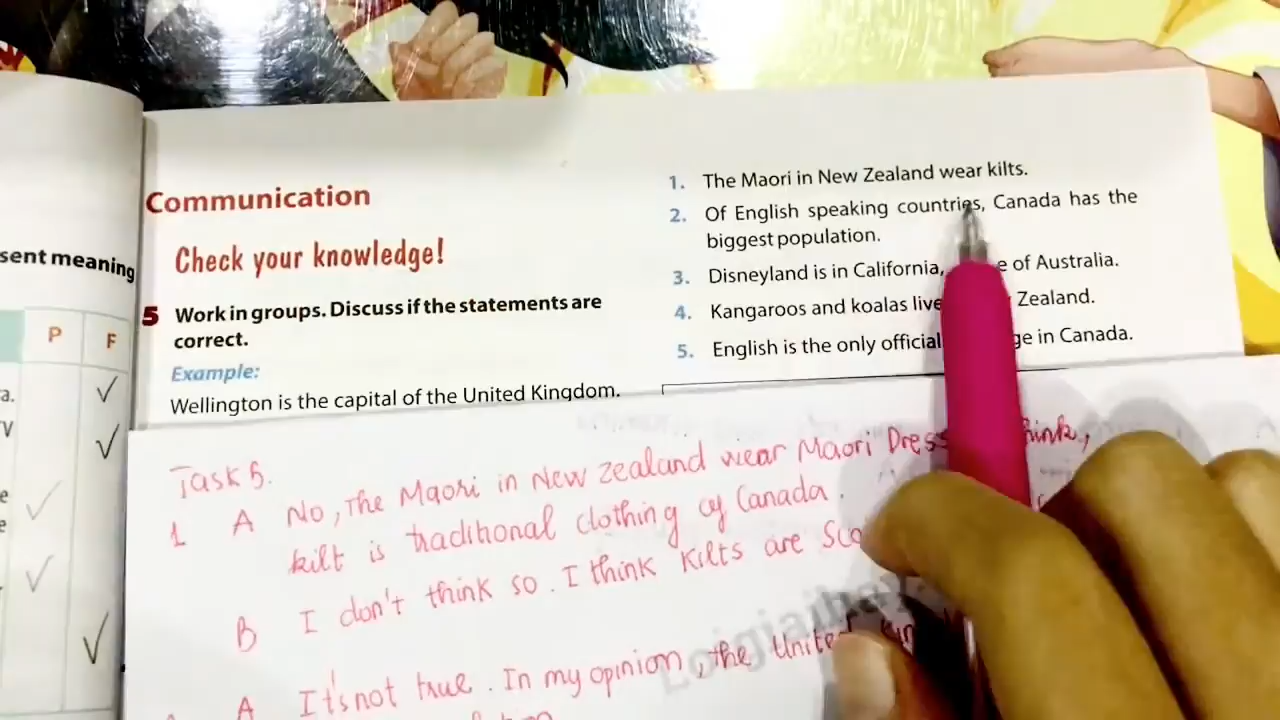 sent meaning
P F
a.
V
e
e
Communication
Check your knowledge!
5 Work in groups. Discuss if the statements are
correct.
Example:
Wellington is the capital of the United Kingdom.
1. The Maori in New Zealand wear kilts.
2. Of English speaking countries, Canada has the
biggest population.
3. Disneyland is in California, e of Australia.
4. Kangaroos and koalas live Zealand.
5. English is the only official ge in Canada.
Task 5.
1 A No, The Maori in New zealand wear Maori Dress hink,
kilt is traditional clothing of Canada.
B I don't think so. I think kilts are Sco
A It's not true. In my opinion, the United Kin
Loigiaihay